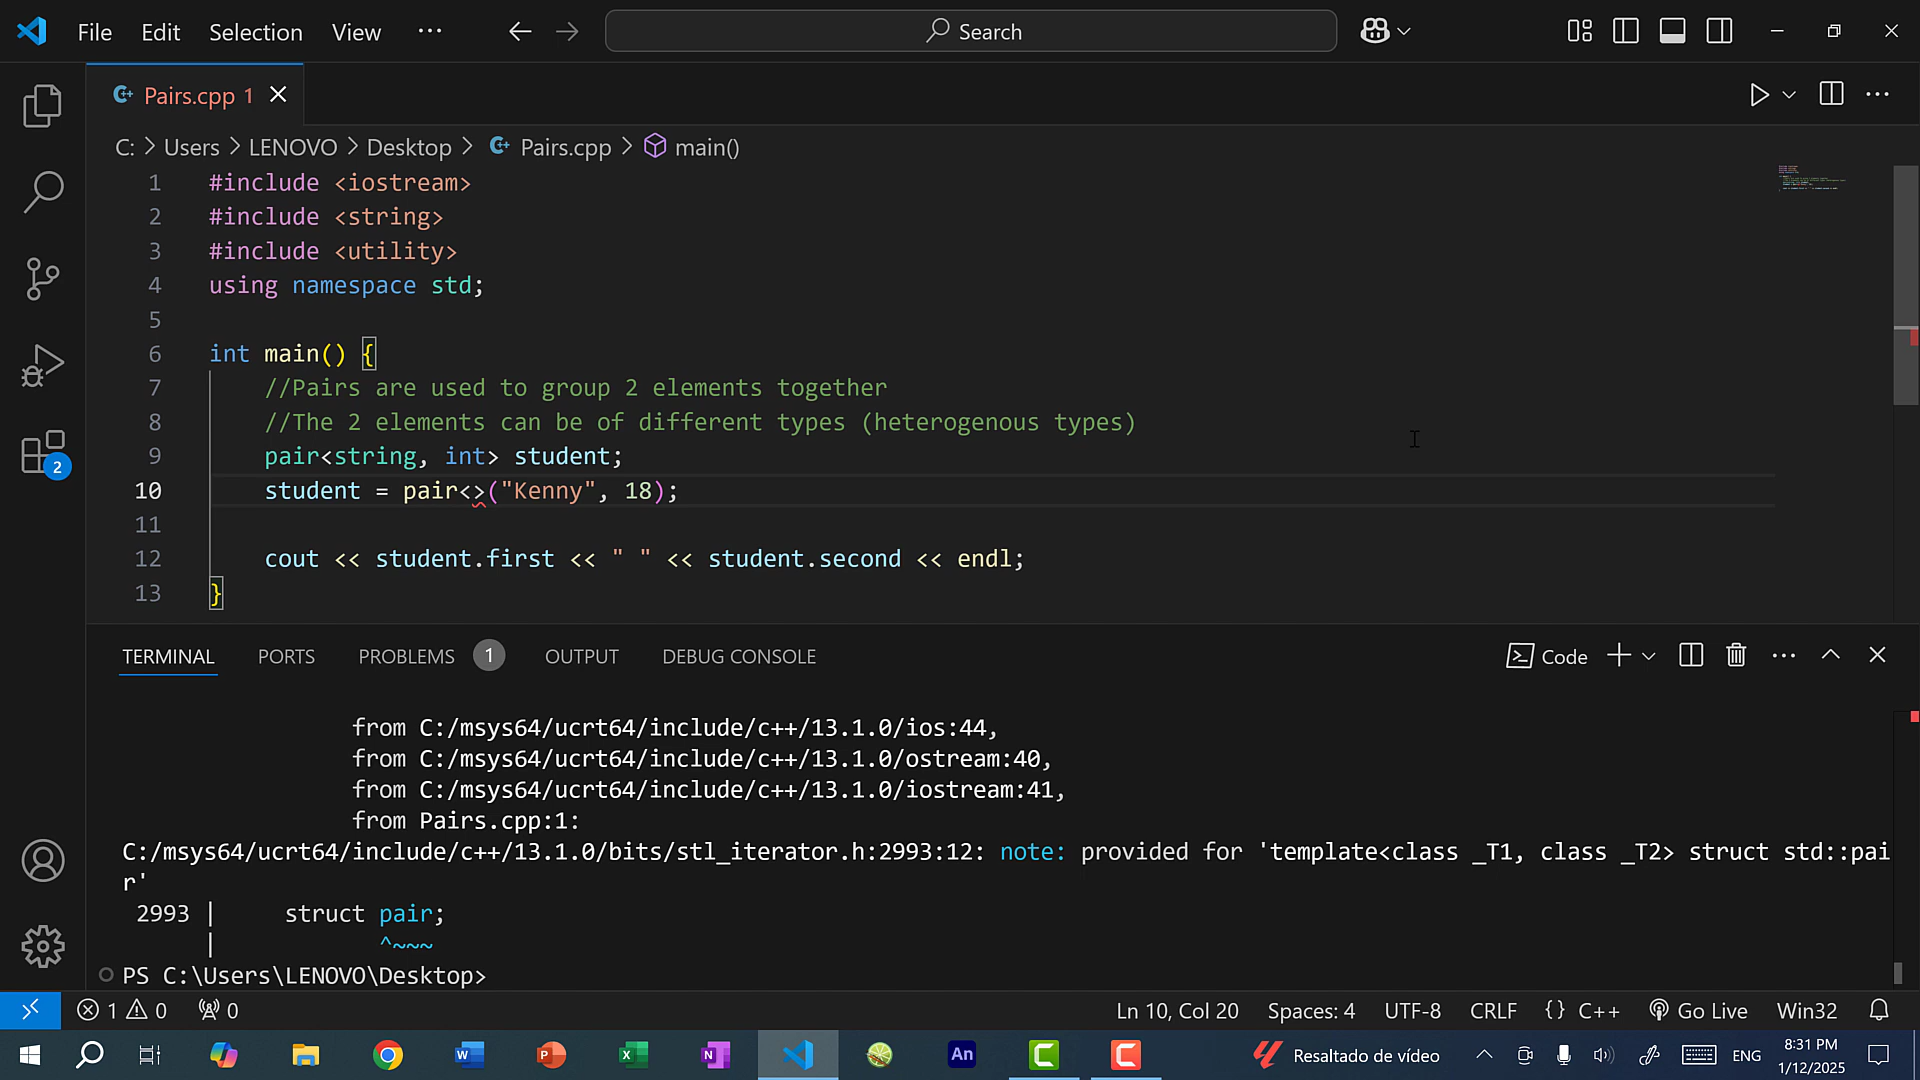 File Edit Selection View ··· Search
Pairs.cpp 1
C: > Users > LENOVO > Desktop > Pairs.cpp > main()
1 #include <iostream>
2 #include <string>
3 #include <utility>
4 using namespace std;
5
6 int main() {
7 //Pairs are used to group 2 elements together
8 //The 2 elements can be of different types (heterogenous types)
9 pair<string, int> student;
10 student = pair<>("Kenny", 18);
11
12 cout << student.first << " " << student.second << endl;
13 }
2
TERMINAL PORTS PROBLEMS 1 OUTPUT DEBUG CONSOLE Code
from C:/msys64/ucrt64/include/c++/13.1.0/ios:44,
from C:/msys64/ucrt64/include/c++/13.1.0/ostream:40,
from C:/msys64/ucrt64/include/c++/13.1.0/iostream:41,
from Pairs.cpp:1:
C:/msys64/ucrt64/include/c++/13.1.0/bits/stl_iterator.h:2993:12: note: provided for 'template<class _T1, class _T2> struct std::pai
r'
2993 | struct pair;
| ^~~~
PS C:\Users\LENOVO\Desktop>
1 0 0 Ln 10, Col 20 Spaces: 4 UTF-8 CRLF {} C++ Go Live Win32
An Resaltado de vídeo ENG 8:31 PM
1/12/2025